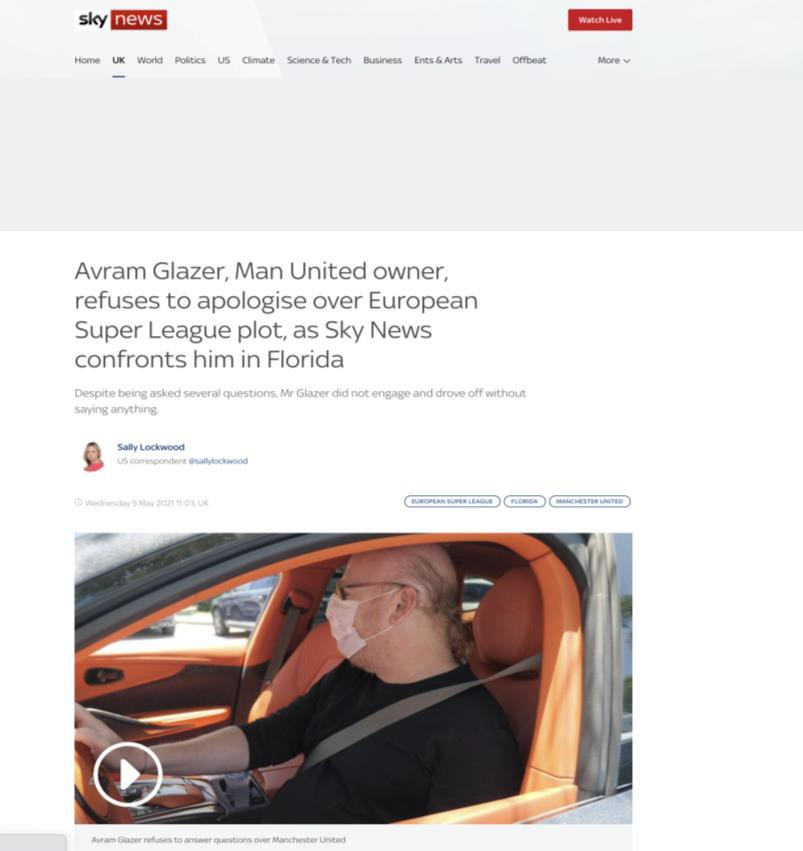 sky news
Watch Live
Home UK World Politics US Climate Science & Tech Business Ents & Arts Travel Offbeat More
Avram Glazer, Man United owner,
refuses to apologise over European
Super League plot, as Sky News
confronts him in Florida
Despite being asked several questions, Mr Glazer did not engage and drove off without
saying anything.
Sally Lockwood
US correspondent @sallylockwood
Wednesday 5 May 2021 11:03, UK
EUROPEAN SUPER LEAGUE FLORIDA MANCHESTER UNITED
Avram Glazer refuses to answer questions over Manchester United